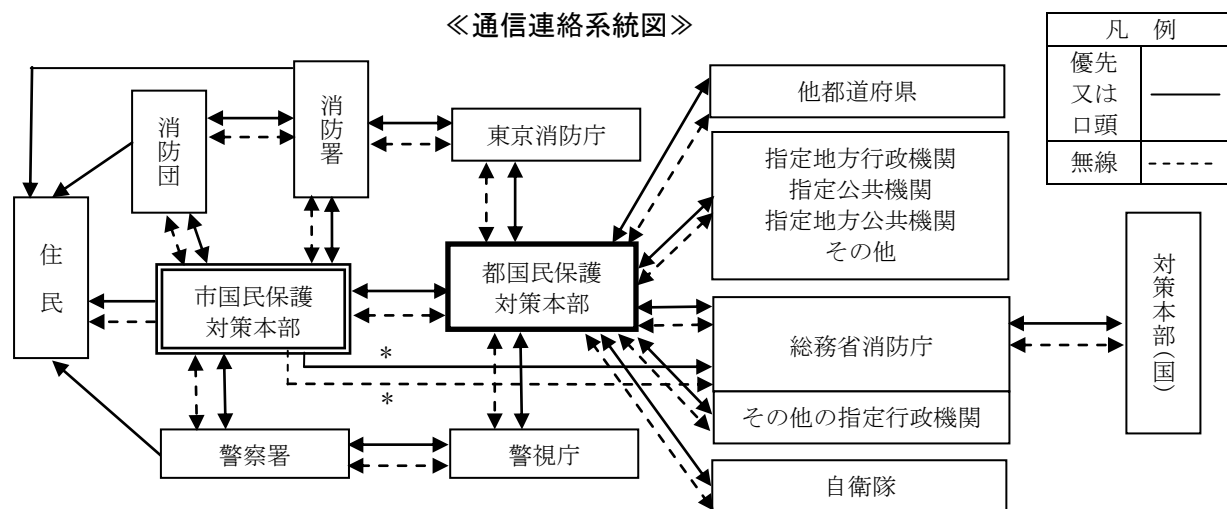 ≪通信連絡系統図≫
凡 例
優先
又は
口頭
無線
消防署
消防団
東京消防庁
他都道府県
指定地方行政機関
指定公共機関
指定地方公共機関
その他
住民
市国民保護
対策本部
都国民保護
対策本部
総務省消防庁
対策本部(国)
*
*
その他の指定行政機関
警察署
警視庁
自衛隊